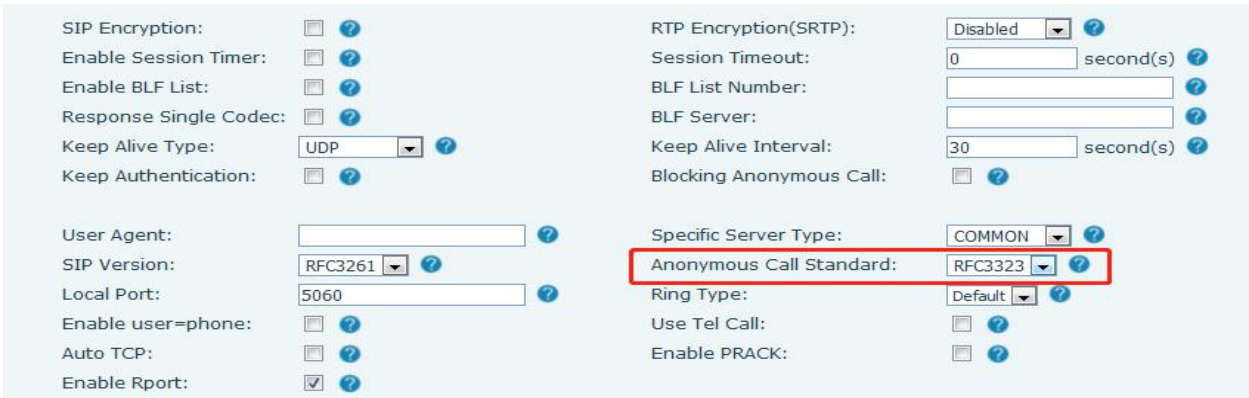 SIP Encryption: RTP Encryption(SRTP): Disabled
Enable Session Timer: Session Timeout: 0 second(s)
Enable BLF List: BLF List Number:
Response Single Codec: BLF Server:
Keep Alive Type: UDP Keep Alive Interval: 30 second(s)
Keep Authentication: Blocking Anonymous Call:
User Agent: Specific Server Type: COMMON
SIP Version: RFC3261 Anonymous Call Standard: RFC3323
Local Port: 5060 Ring Type: Default
Enable user=phone: Use Tel Call:
Auto TCP: Enable PRACK:
Enable Rport: